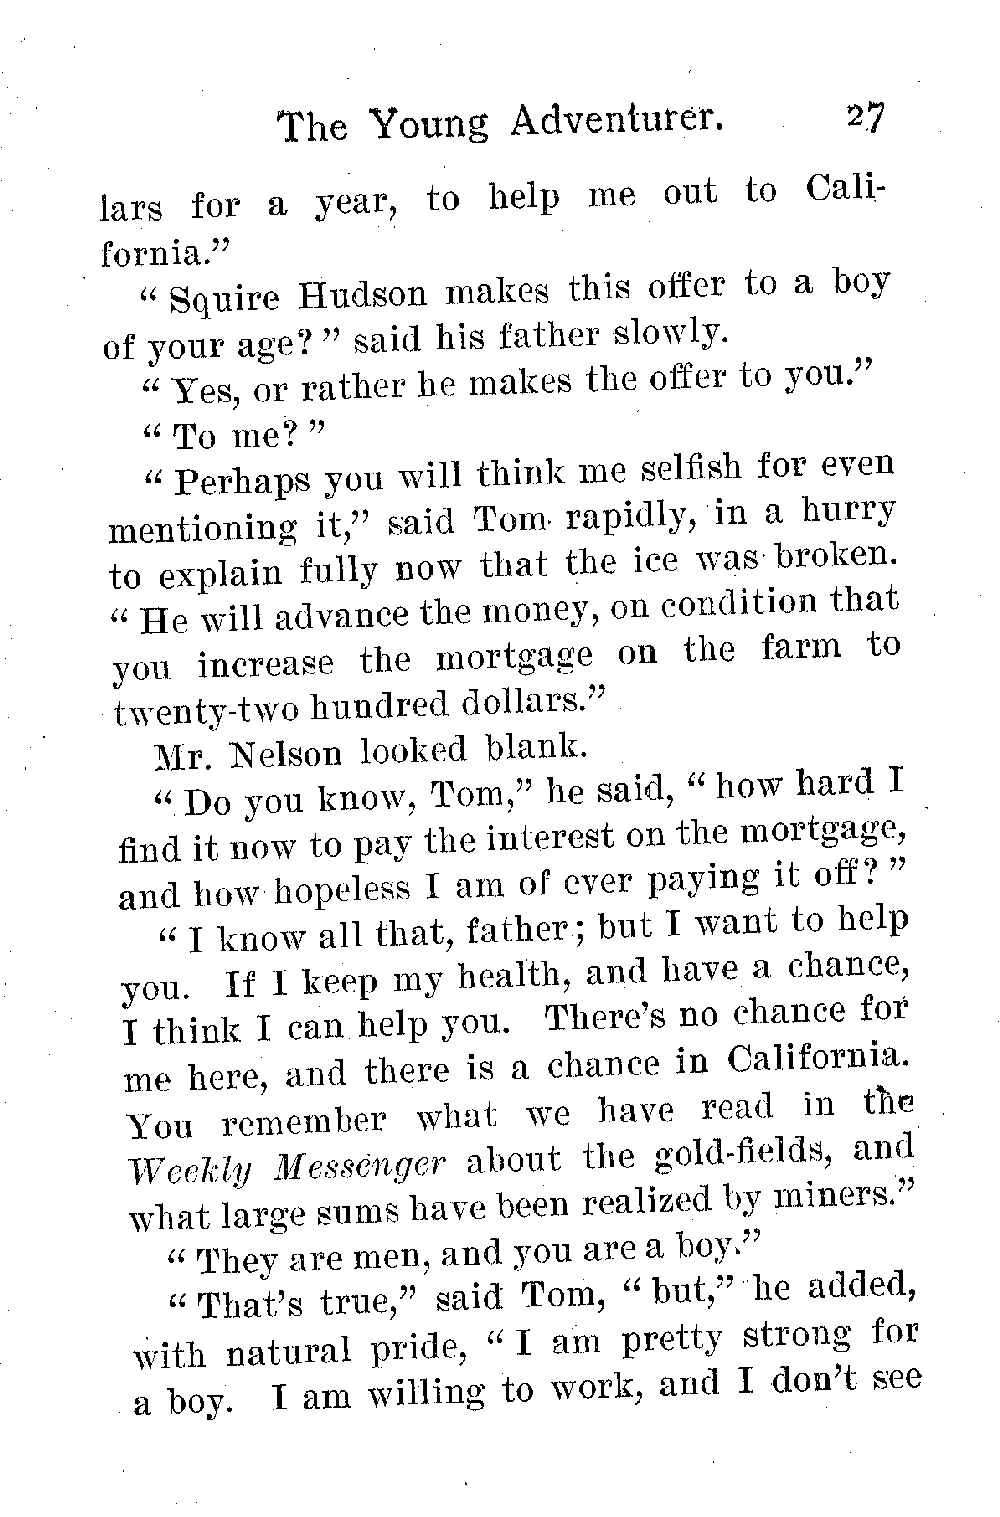 The Young Adventurer. 27
lars for a year, to help me out to Cali-
fornia."
" Squire Hudson makes this offer to a boy
of your age? " said his father slowly.
" Yes, or rather he makes the offer to you."
" To me? "
" Perhaps you will think me selfish for even
mentioning it," said Tom rapidly, in a hurry
to explain fully now that the ice was broken.
" He will advance the money, on condition that
you increase the mortgage on the farm to
twenty-two hundred dollars."
Mr. Nelson looked blank.
" Do you know, Tom," he said, " how hard I
find it now to pay the interest on the mortgage,
and how hopeless I am of ever paying it off? "
" I know all that, father; but I want to help
you. If I keep my health, and have a chance,
I think I can help you. There's no chance for
me here, and there is a chance in California.
You remember what we have read in the
Weekly Messenger about the gold-fields, and
what large sums have been realized by miners."
" They are men, and you are a boy."
" That's true," said Tom, " but," he added,
with natural pride, " I am pretty strong for
a boy. I am willing to work, and I don't see